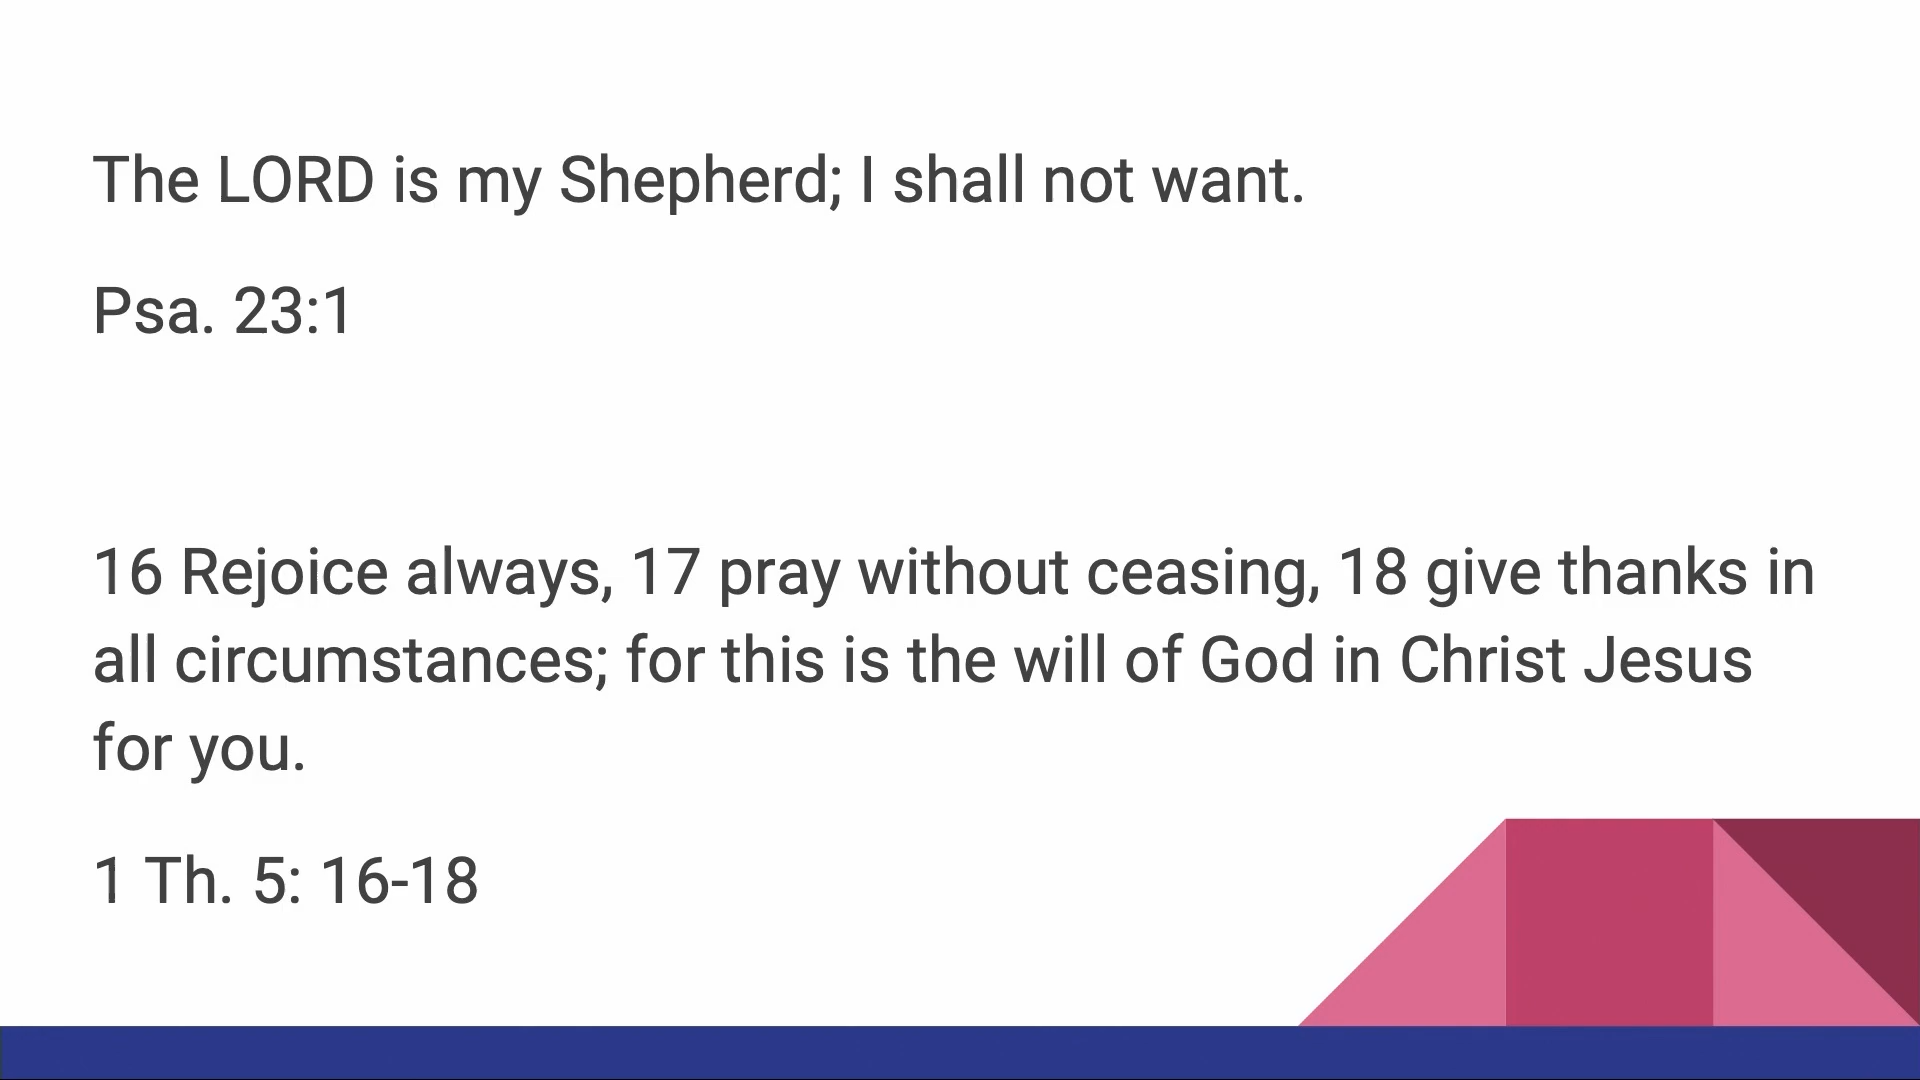 The LORD is my Shepherd; I shall not want.
Psa. 23:1
16 Rejoice always, 17 pray without ceasing, 18 give thanks in
all circumstances; for this is the will of God in Christ Jesus
for you.
1 Th. 5: 16-18